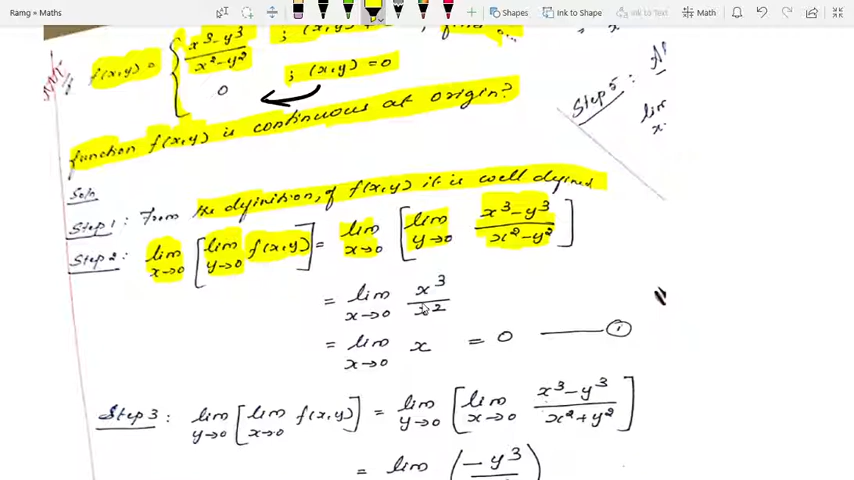 Ramg » Maths
Shapes Ink to Shape Math Share
x³-y³ ; (x,y)
f(x,y) = { x²-y²
0 ; (x,y) = 0
function f(x,y) is continuous at origin?
Step 5 :
lim
x
Soln
Step 1 : From the definition, of f(x,y) it is well defined
Step 2 : lim x→0 [ lim y→0 f(x,y) ] = lim x→0 [ lim y→0 x³-y³ / x²-y² ]
= lim x→0 x³ / x²
= lim x→0 x = 0 —— ①
Step 3 : lim y→0 [ lim x→0 f(x,y) ] = lim y→0 [ lim x→0 x³-y³ / x²+y² ]
= lim ( -y³ )